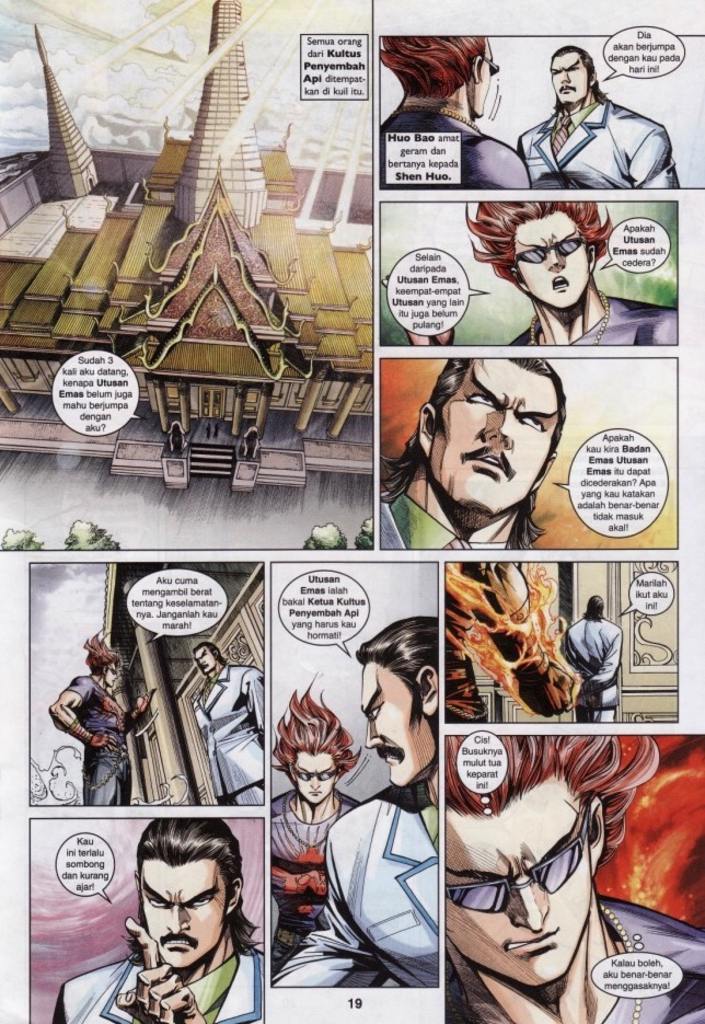 Semua orang
dari Kultus
Penyembah
Api ditempat-
kan di kuil itu.
Sudah 3
kali aku datang,
kenapa Utusan
Emas belum juga
mahu berjumpa
dengan
aku?
Dia
akan berjumpa
dengan kau pada
hari ini!
Huo Bao amat
geram dan
bertanya kepada
Shen Huo.
Apakah
Utusan
Emas sudah
cedera?
Selain
daripada
Utusan Emas,
keempat-empat
Utusan yang lain
itu juga belum
pulang!
Apakah
kau kira Badan
Emas Utusan
Emas itu dapat
dicederakan? Apa
yang kau katakan
adalah benar-benar
tidak masuk
akal!
Aku cuma
mengambil berat
tentang keselamatan-
nya. Janganlah kau
marah!
Kau
ini terlalu
sombong
dan kurang
ajar!
Utusan
Emas ialah
bakal Ketua Kultus
Penyembah Api
yang harus kau
hormati!
Marilah
ikut aku
ini!
Cis!
Busuknya
mulut tua
keparat
ini!
Kalau boleh,
aku benar-benar
menggasaknya!
19